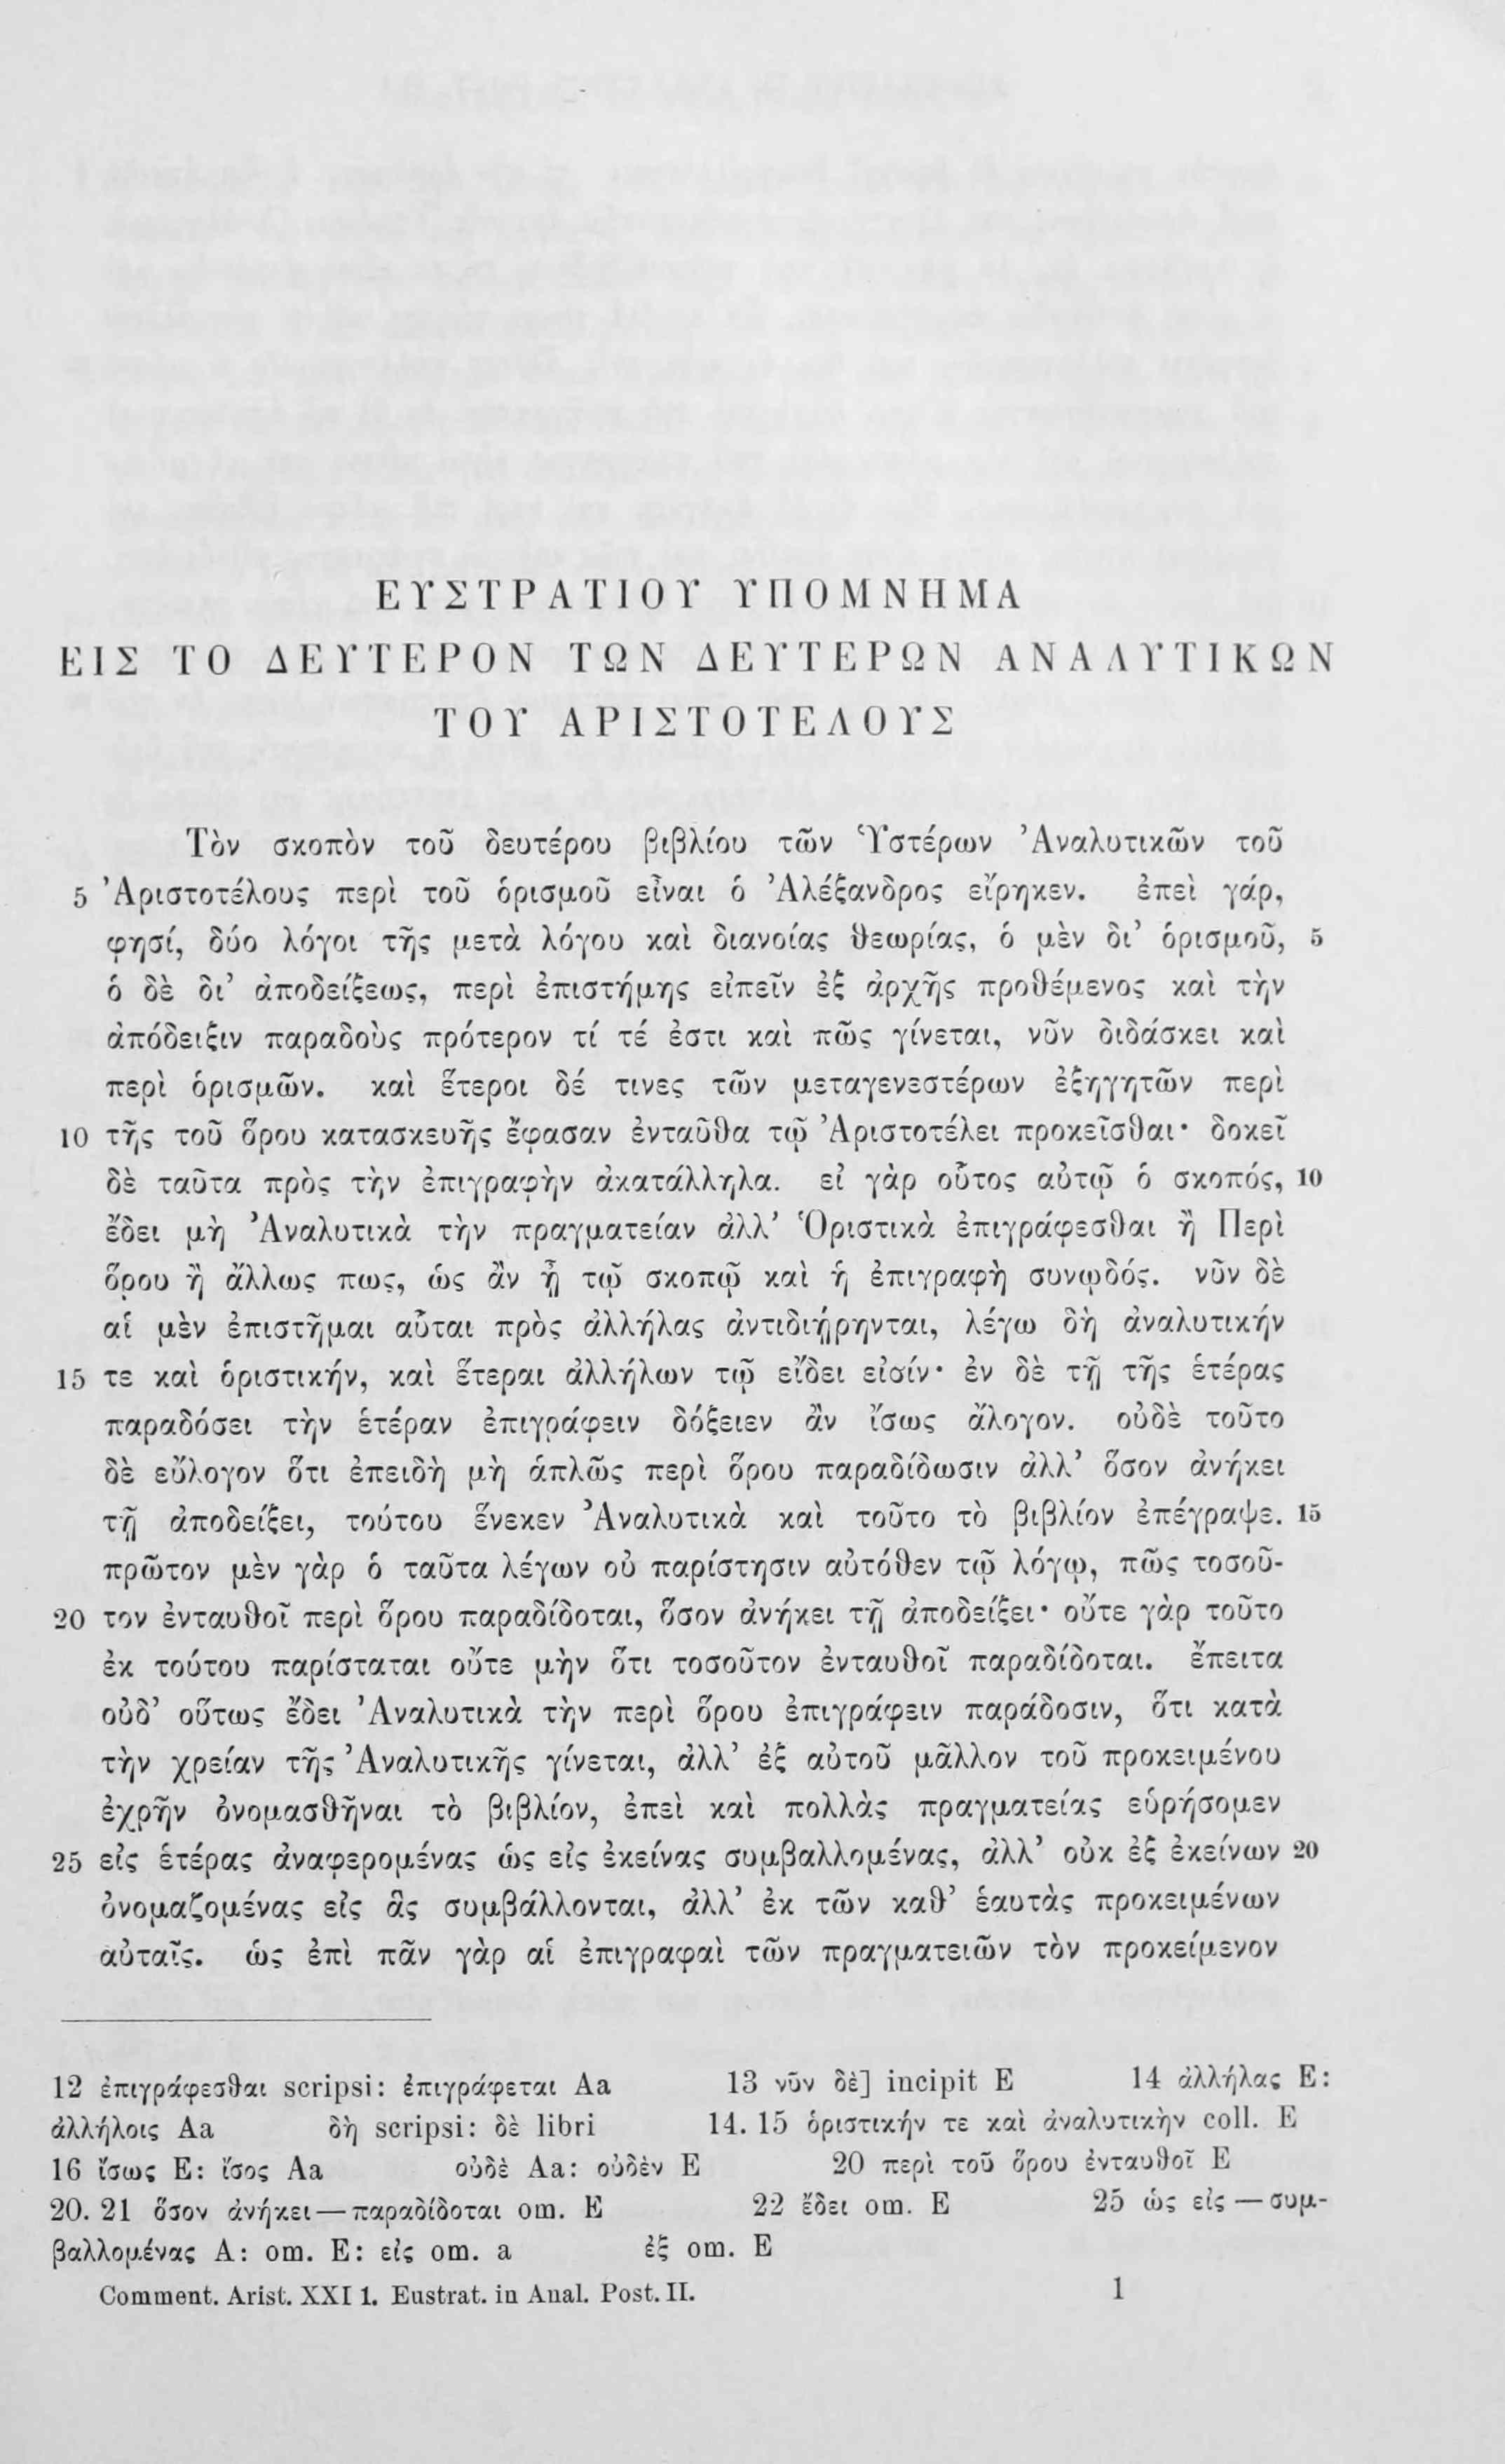 ΕΥΣΤΡΑΤΙΟΥ ΥΠΟΜΝΗΜΑ
ΕΙΣ ΤΟ ΔΕΥΤΕΡΟΝ ΤΩΝ ΔΕΥΤΕΡΩΝ ΑΝΑΛΥΤΙΚΩΝ
ΤΟΥ ΑΡΙΣΤΟΤΕΛΟΥΣ
Τὸν σκοπὸν τοῦ δευτέρου βιβλίου τῶν Ὑστέρων Ἀναλυτικῶν τοῦ
5 Ἀριστοτέλους περὶ τοῦ ὁρισμοῦ εἶναι ὁ Ἀλέξανδρος εἴρηκεν. ἐπεὶ γάρ,
φησί, δύο λόγοι τῆς μετὰ λόγου καὶ διανοίας θεωρίας, ὁ μὲν δι’ ὁρισμοῦ, 5
ὁ δὲ δι’ ἀποδείξεως, περὶ ἐπιστήμης εἰπεῖν ἐξ ἀρχῆς προθέμενος καὶ τὴν
ἀπόδειξιν παραδοὺς πρότερον τί τέ ἐστι καὶ πῶς γίνεται, νῦν διδάσκει καὶ
περὶ ὁρισμῶν. καὶ ἕτεροι δέ τινες τῶν μεταγενεστέρων ἐξηγητῶν περὶ
10 τῆς τοῦ ὅρου κατασκευῆς ἔφασαν ἐνταῦθα τῷ Ἀριστοτέλει προκεῖσθαι· δοκεῖ
δὲ ταῦτα πρὸς τὴν ἐπιγραφὴν ἀκατάλληλα. εἰ γὰρ οὗτος αὐτῷ ὁ σκοπός, 10
ἔδει μὴ Ἀναλυτικὰ τὴν πραγματείαν ἀλλ’ Ὁριστικὰ ἐπιγράφεσθαι ἢ Περὶ
ὅρου ἢ ἄλλως πως, ὡς ἂν ᾖ τῷ σκοπῷ καὶ ἡ ἐπιγραφὴ συνῳδός. νῦν δὲ
αἱ μὲν ἐπιστῆμαι αὗται πρὸς ἀλλήλας ἀντιδιῄρηνται, λέγω δὴ ἀναλυτικήν
15 τε καὶ ὁριστικήν, καὶ ἕτεραι ἀλλήλων τῷ εἴδει εἰσίν· ἐν δὲ τῇ τῆς ἑτέρας
παραδόσει τὴν ἑτέραν ἐπιγράφειν δόξειεν ἂν ἴσως ἄλογον. οὐδὲ τοῦτο
δὲ εὔλογον ὅτι ἐπειδὴ μὴ ἁπλῶς περὶ ὅρου παραδίδωσιν ἀλλ’ ὅσον ἀνήκει
τῇ ἀποδείξει, τούτου ἕνεκεν Ἀναλυτικὰ καὶ τοῦτο τὸ βιβλίον ἐπέγραψε. 15
πρῶτον μὲν γὰρ ὁ ταῦτα λέγων οὐ παρίστησιν αὐτόθεν τῷ λόγῳ, πῶς τοσοῦ-
20 τον ἐνταυθοῖ περὶ ὅρου παραδίδοται, ὅσον ἀνήκει τῇ ἀποδείξει· οὔτε γὰρ τοῦτο
ἐκ τούτου παρίσταται οὔτε μὴν ὅτι τοσοῦτον ἐνταυθοῖ παραδίδοται. ἔπειτα
οὐδ’ οὕτως ἔδει Ἀναλυτικὰ τὴν περὶ ὅρου ἐπιγράφειν παράδοσιν, ὅτι κατὰ
τὴν χρείαν τῆς Ἀναλυτικῆς γίνεται, ἀλλ’ ἐξ αὐτοῦ μᾶλλον τοῦ προκειμένου
ἐχρῆν ὀνομασθῆναι τὸ βιβλίον, ἐπεὶ καὶ πολλὰς πραγματείας εὑρήσομεν
25 εἰς ἑτέρας ἀναφερομένας ὡς εἰς ἐκείνας συμβαλλομένας, ἀλλ’ οὐκ ἐξ ἐκείνων 20
ὀνομαζομένας εἰς ἃς συμβάλλονται, ἀλλ’ ἐκ τῶν καθ’ ἑαυτὰς προκειμένων
αὐταῖς. ὡς ἐπὶ πᾶν γὰρ αἱ ἐπιγραφαὶ τῶν πραγματειῶν τὸν προκείμενον
12 ἐπιγράφεσθαι scripsi: ἐπιγράφεται Aa 13 νῦν δὲ] incipit E 14 ἀλλήλας E:
ἀλλήλοις Aa δὴ scripsi: δὲ libri 14. 15 ὁριστικήν τε καὶ ἀναλυτικὴν coll. E
16 ἴσως E: ἴσος Aa οὐδὲ Aa: οὐδὲν E 20 περὶ τοῦ ὅρου ἐνταυθοῖ E
20. 21 ὅσον ἀνήκει — παραδίδοται om. E 22 ἔδει om. E 25 ὡς εἰς — συμ-
βαλλομένας A: om. E: εἰς om. a ἐξ om. E
Comment. Arist. XXI 1. Eustrat. in Anal. Post. II. 1